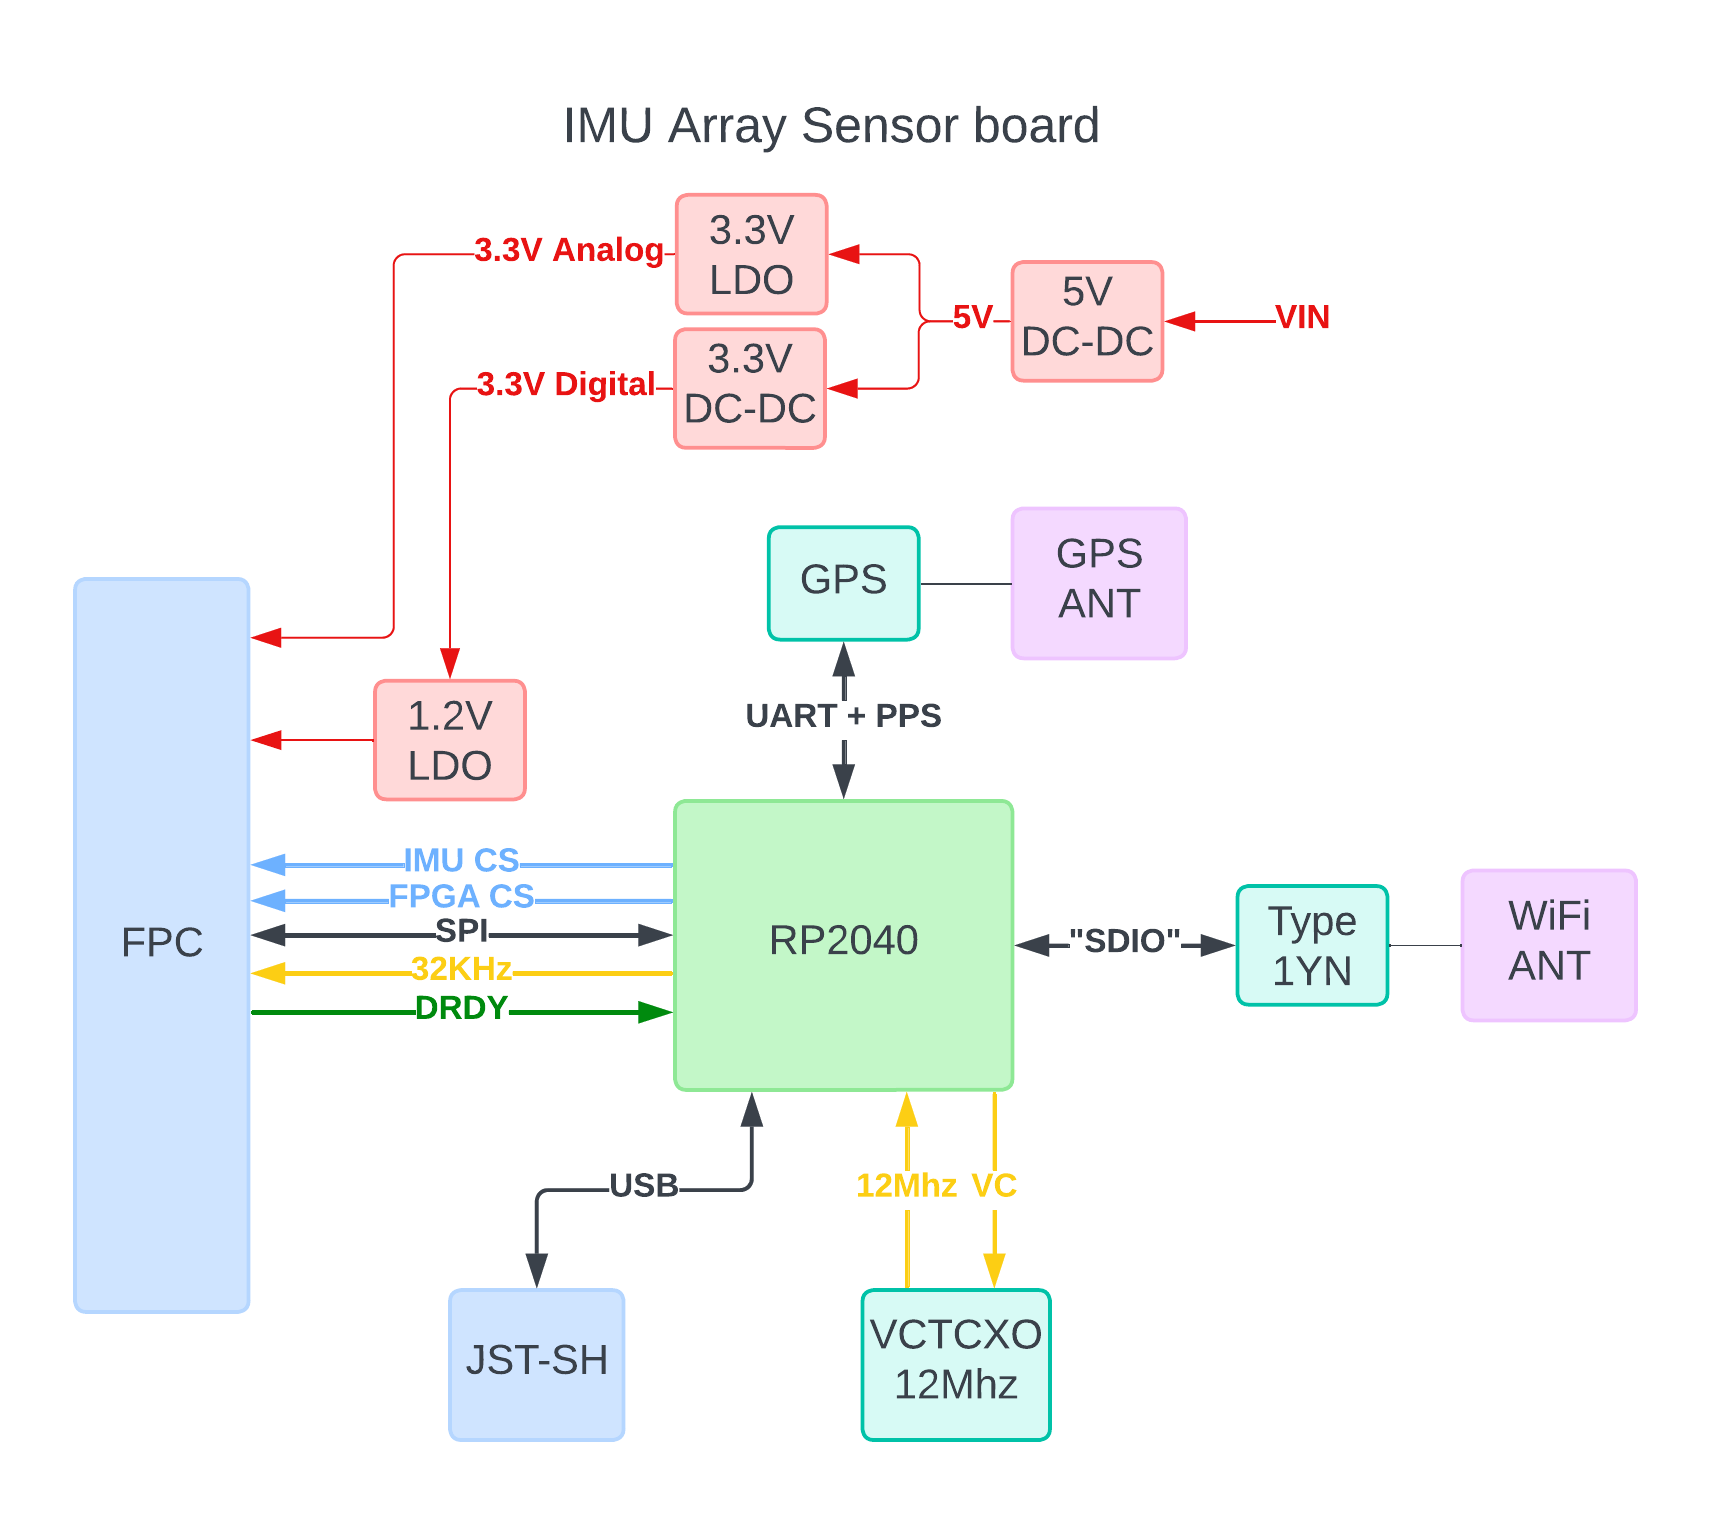 IMU Array Sensor board
3.3V
LDO
3.3V Analog
5V
DC-DC
5V
VIN
3.3V
DC-DC
3.3V Digital
GPS
GPS
ANT
1.2V
LDO
UART + PPS
FPC
IMU CS
FPGA CS
SPI
32KHz
DRDY
RP2040
"SDIO"
Type
1YN
WiFi
ANT
USB
12Mhz
VC
JST-SH
VCTCXO
12Mhz